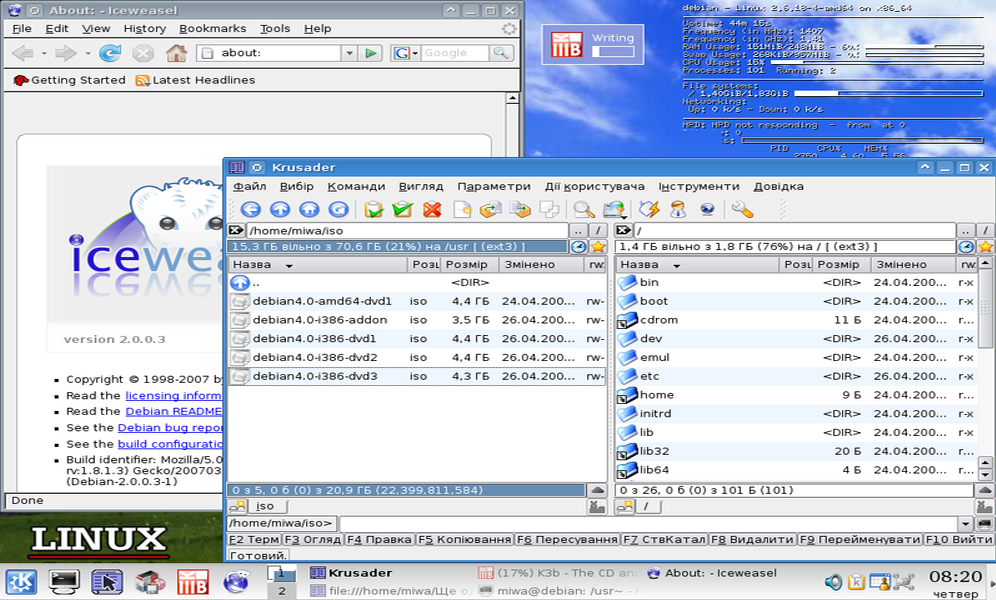 About: - Iceweasel
File Edit View History Bookmarks Tools Help
about:
Google
Getting Started Latest Headlines
icewea
version 2.0.0.3
Copyright © 1998-2007 by
Read the licensing inform
Read the Debian README
See the Debian bug repor
See the build configuratio
Build identifier: Mozilla/5.0
rv:1.8.1.3) Gecko/200703
(Debian-2.0.0.3-1)
Done
Writing
debian - Linux 2.6.18-4-amd64 on x86_64
Uptime: 44m 15s
Frequency (in MHz): 1407
Frequency (in GHz): 1.41
RAM Usage: 151MiB/248MiB - 60%
CPU Usage: 15%
Processes: 101 Running: 2
File systems:
/ 1,40GiB/1,83GiB
Networking:
Up: 0 k/s - Down: 0 k/s
HPD: HPD not responding - from at 0
PID CPU% MEM%
Krusader
Файл Вибір Команди Вигляд Параметри Дії користувача Інструменти Довідка
/home/miwa/iso .. /
15,3 ГБ вільно з 70,6 ГБ (21%) на /usr [ (ext3) ]
Назва Розц Розмір Змінено rw:
.. <DIR>
debian4.0-amd64-dvd1 iso 4,4 ГБ 24.04.200... rw-
debian4.0-i386-addon iso 3,5 ГБ 26.04.200... rw-
debian4.0-i386-dvd1 iso 4,4 ГБ 26.04.200... rw-
debian4.0-i386-dvd2 iso 4,4 ГБ 26.04.200... rw-
debian4.0-i386-dvd3 iso 4,3 ГБ 26.04.200... rw-
0 з 5, 0 б (0) з 20,9 ГБ (22,399,811,584)
iso
/ .. /
1,4 ГБ вільно з 1,8 ГБ (76%) на / [ (ext3) ]
Назва Розц Розмір Змінено rw:
bin <DIR> 24.04.200... r-x
boot <DIR> 24.04.200... r-x
cdrom 11 Б 24.04.200... r...
dev <DIR> 26.04.200... r-x
emul <DIR> 24.04.200... r-x
etc <DIR> 26.04.200... r-x
home 9 Б 24.04.200... r...
initrd <DIR> 24.04.200... r-x
lib <DIR> 24.04.200... r-x
lib32 20 Б 24.04.200... r...
lib64 4 Б 24.04.200... r...
0 з 26, 0 б (0) з 101 Б (101)
/
/home/miwa/iso>
F2 Терм F3 Огляд F4 Правка F5 Копіювання F6 Пересування F7 СтвКатал F8 Видалити F9 Перейменувати F10 Вийти
Готовий.
LINUX
1
2
Krusader
(17%) K3b - The CD and
About: - Iceweasel
file:///home/miwa/Ще о
miwa@debian: /usr~ -
08:20
четвер